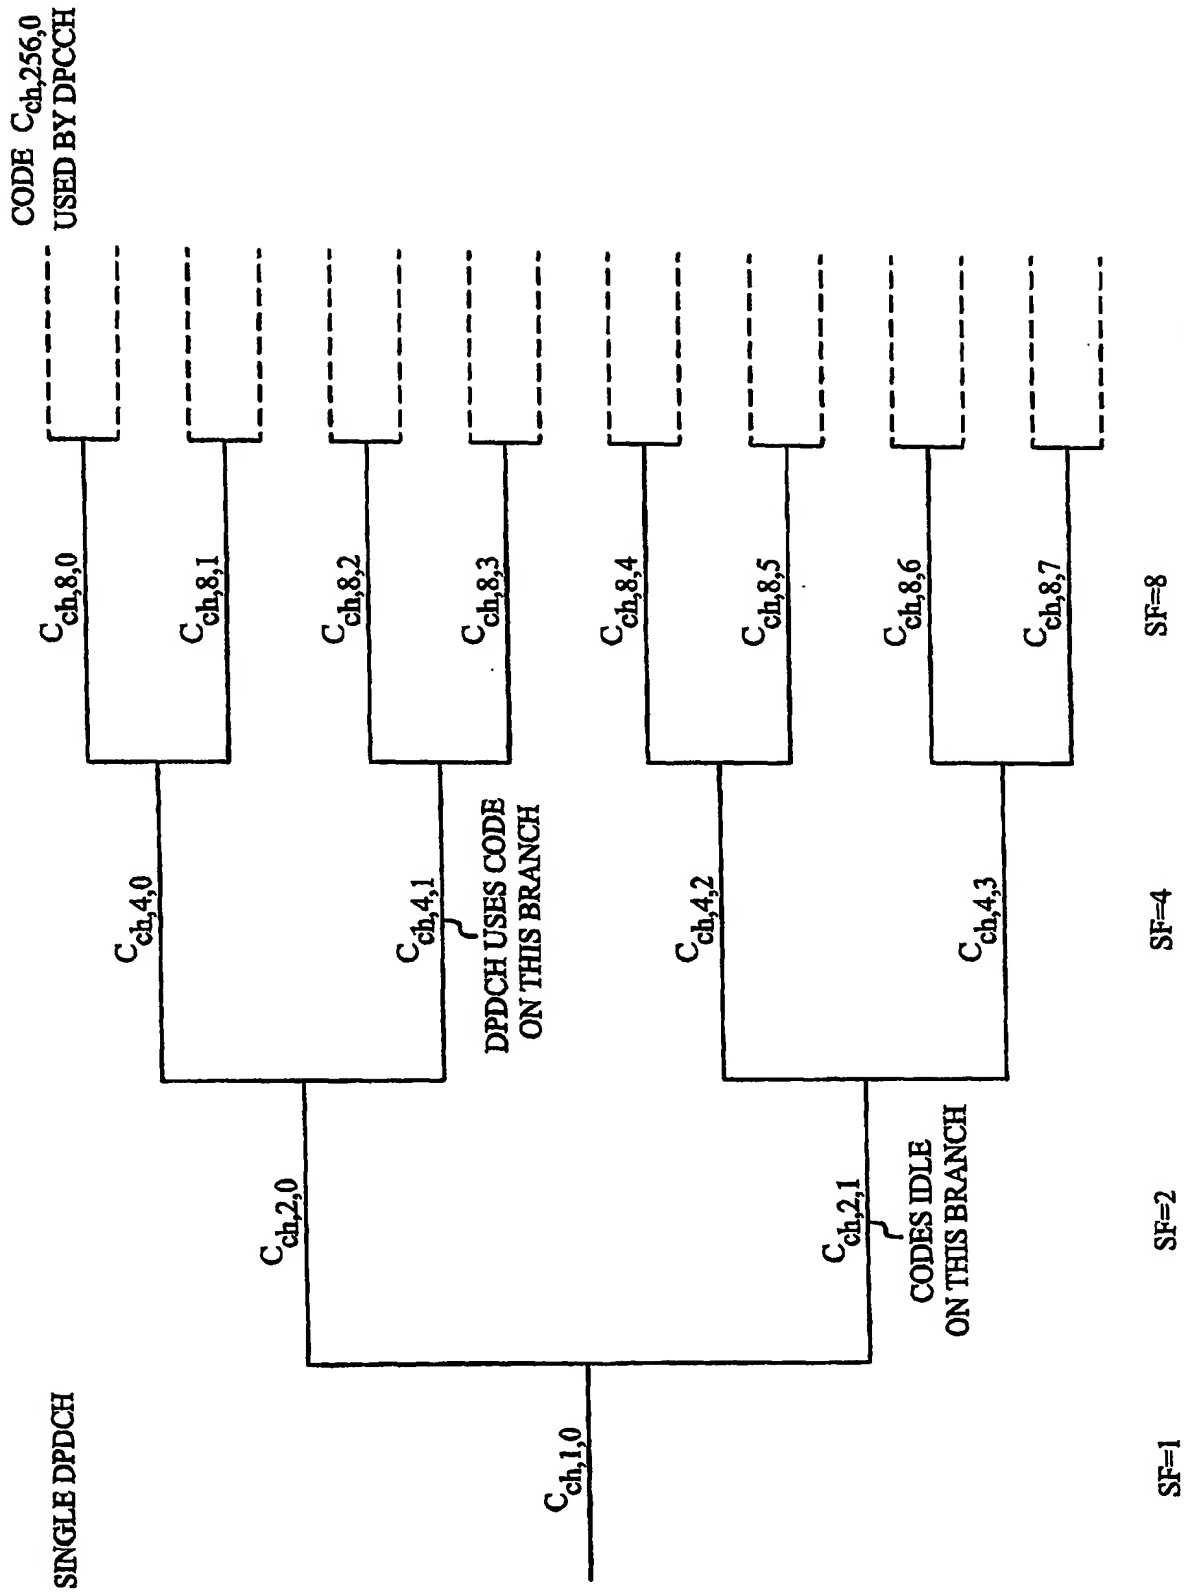 SINGLE DPDCH
CODE C_ch,256,0
USED BY DPCCH
C_ch,8,0
C_ch,4,0
C_ch,8,1
C_ch,2,0
C_ch,8,2
C_ch,4,1
DPDCH USES CODE
ON THIS BRANCH
C_ch,8,3
C_ch,1,0
C_ch,8,4
C_ch,4,2
C_ch,8,5
C_ch,2,1
CODES IDLE
ON THIS BRANCH
C_ch,8,6
C_ch,4,3
C_ch,8,7
SF=1
SF=2
SF=4
SF=8